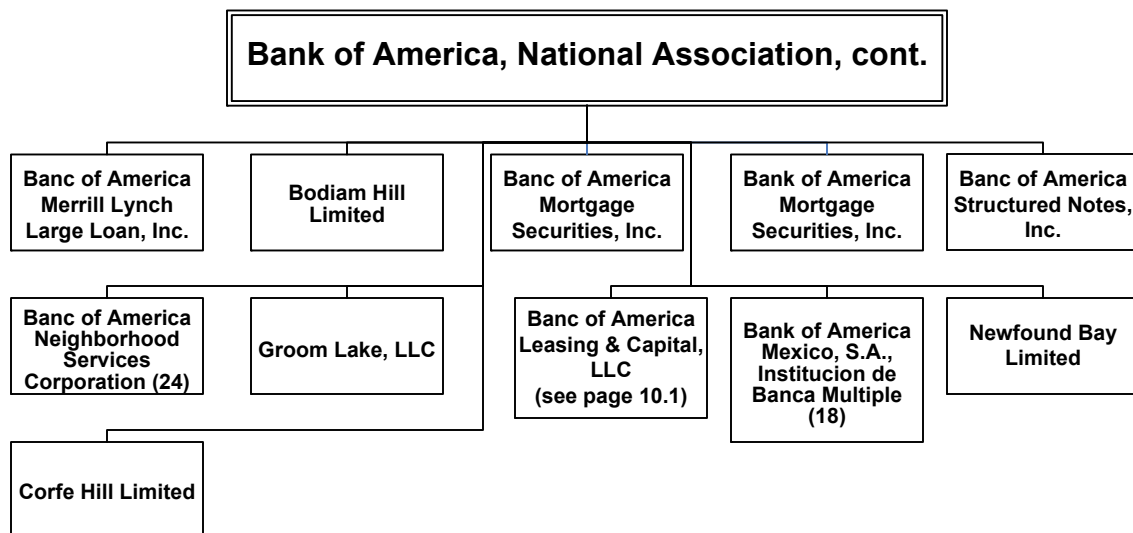 Bank of America, National Association, cont.
Banc of America
Merrill Lynch
Large Loan, Inc.
Bodiam Hill
Limited
Banc of America
Mortgage
Securities, Inc.
Bank of America
Mortgage
Securities, Inc.
Banc of America
Structured Notes,
Inc.
Banc of America
Neighborhood
Services
Corporation (24)
Groom Lake, LLC
Banc of America
Leasing & Capital,
LLC
(see page 10.1)
Bank of America
Mexico, S.A.,
Institucion de
Banca Multiple
(18)
Newfound Bay
Limited
Corfe Hill Limited